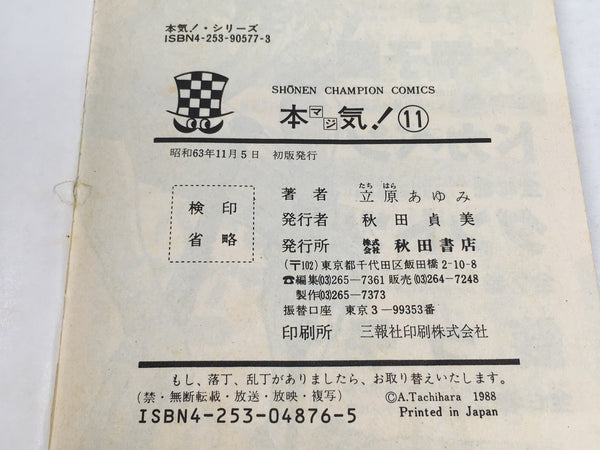 本気!・シリーズ
ISBN4-253-90577-3
SHŌNEN CHAMPION COMICS
本気! ⑪
マジ
昭和63年11月5日 初版発行
検印
省略
著者 立原あゆみ
たち はら
発行者 秋田貞美
発行所 株式会社 秋田書店
(〒102) 東京都千代田区飯田橋2-10-8
☎編集(03)265-7361 販売(03)264-7248
製作(03)265-7373
振替口座 東京3-99353番
印刷所 三報社印刷株式会社
もし、落丁、乱丁がありましたら、お取り替えいたします。
(禁・無断転載・放送・放映・複写)
©A.Tachihara 1988
ISBN4-253-04876-5
Printed in Japan